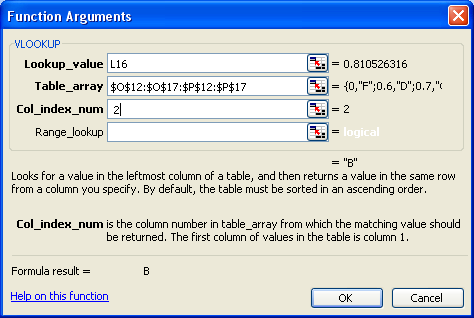 Function Arguments
VLOOKUP
Lookup_value L16 = 0.810526316
Table_array $O$12:$O$17:$P$12:$P$17 = {0,"F";0.6,"D";0.7,"C
Col_index_num 2 = 2
Range_lookup = logical
= "B"
Looks for a value in the leftmost column of a table, and then returns a value in the same row
from a column you specify. By default, the table must be sorted in an ascending order.
Col_index_num is the column number in table_array from which the matching value should
be returned. The first column of values in the table is column 1.
Formula result = B
Help on this function OK Cancel